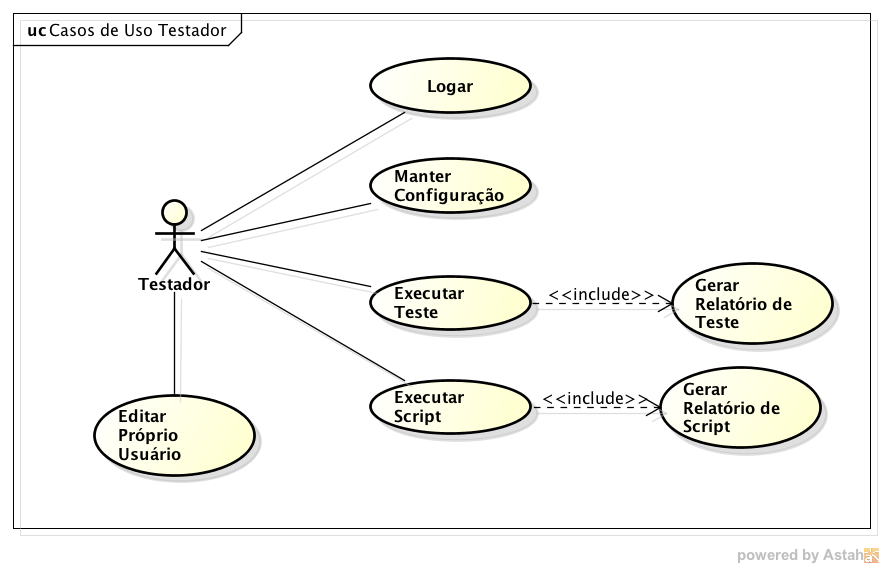 uc Casos de Uso Testador
Logar
Manter
Configuração
Testador
Executar
Teste
<<include>>
Gerar
Relatório de
Teste
Executar
Script
<<include>>
Gerar
Relatório de
Script
Editar
Próprio
Usuário
powered by Astah